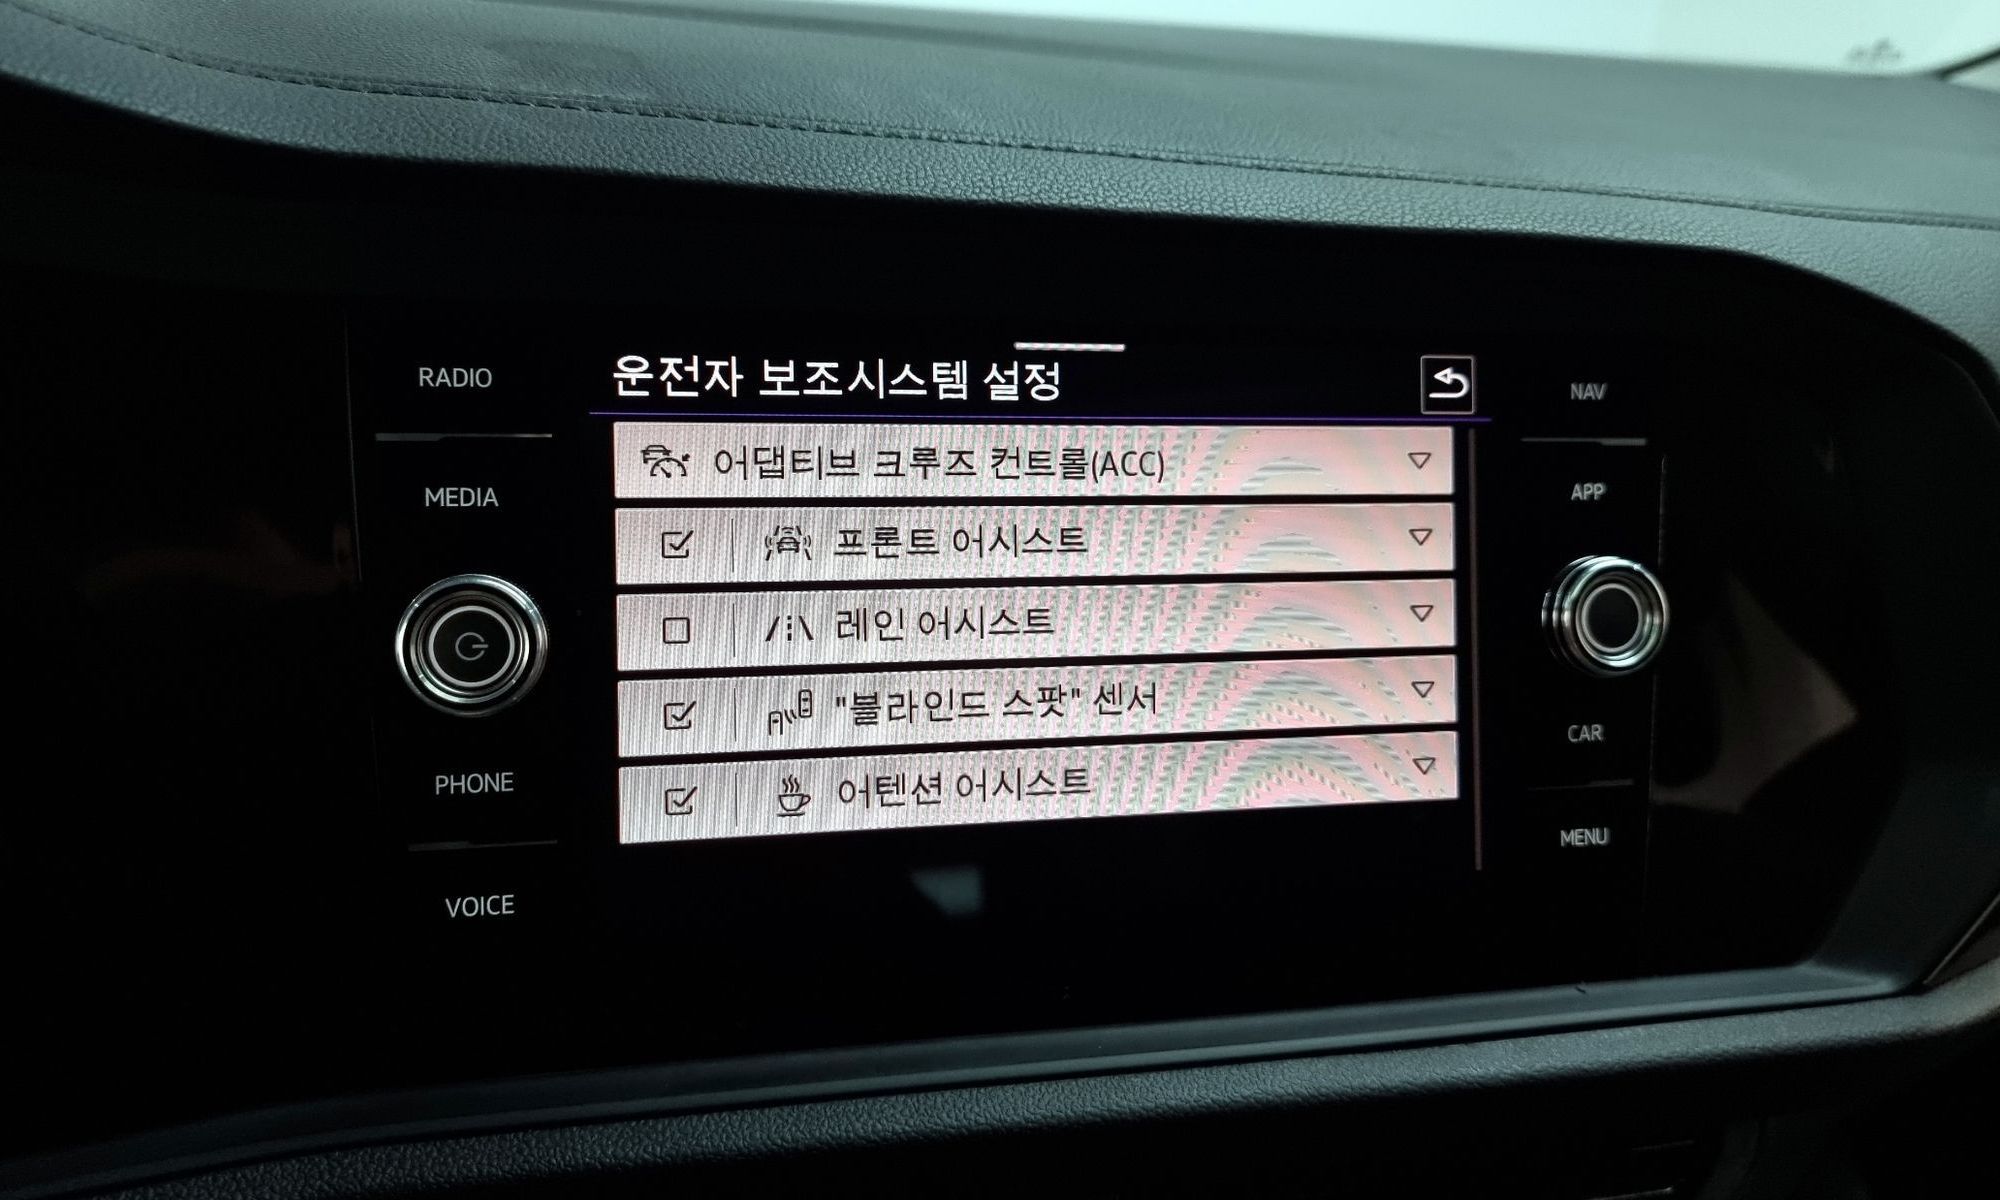 RADIO
MEDIA
PHONE
VOICE
운전자 보조시스템 설정
어댑티브 크루즈 컨트롤(ACC)
프론트 어시스트
레인 어시스트
"블라인드 스팟" 센서
어텐션 어시스트
NAV
APP
CAR
MENU